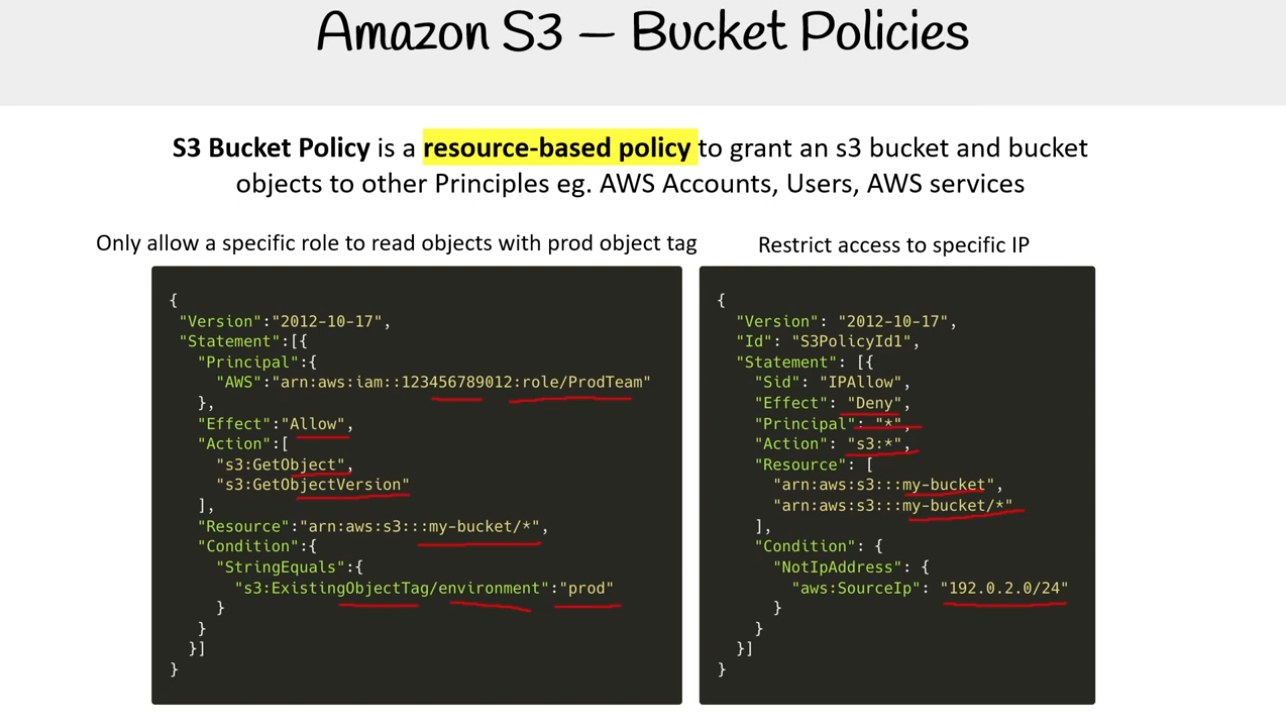 Amazon S3 – Bucket Policies
S3 Bucket Policy is a resource-based policy to grant an s3 bucket and bucket
objects to other Principles eg. AWS Accounts, Users, AWS services
Only allow a specific role to read objects with prod object tag
{
"Version":"2012-10-17",
"Statement":[{
"Principal":{
"AWS":"arn:aws:iam::123456789012:role/ProdTeam"
},
"Effect":"Allow",
"Action":[
"s3:GetObject",
"s3:GetObjectVersion"
],
"Resource":"arn:aws:s3:::my-bucket/*",
"Condition":{
"StringEquals":{
"s3:ExistingObjectTag/environment":"prod"
}
}
}]
}
Restrict access to specific IP
{
"Version": "2012-10-17",
"Id": "S3PolicyId1",
"Statement": [{
"Sid": "IPAllow",
"Effect": "Deny",
"Principal": "*",
"Action": "s3:*",
"Resource": [
"arn:aws:s3:::my-bucket",
"arn:aws:s3:::my-bucket/*"
],
"Condition": {
"NotIpAddress": {
"aws:SourceIp": "192.0.2.0/24"
}
}
}]
}